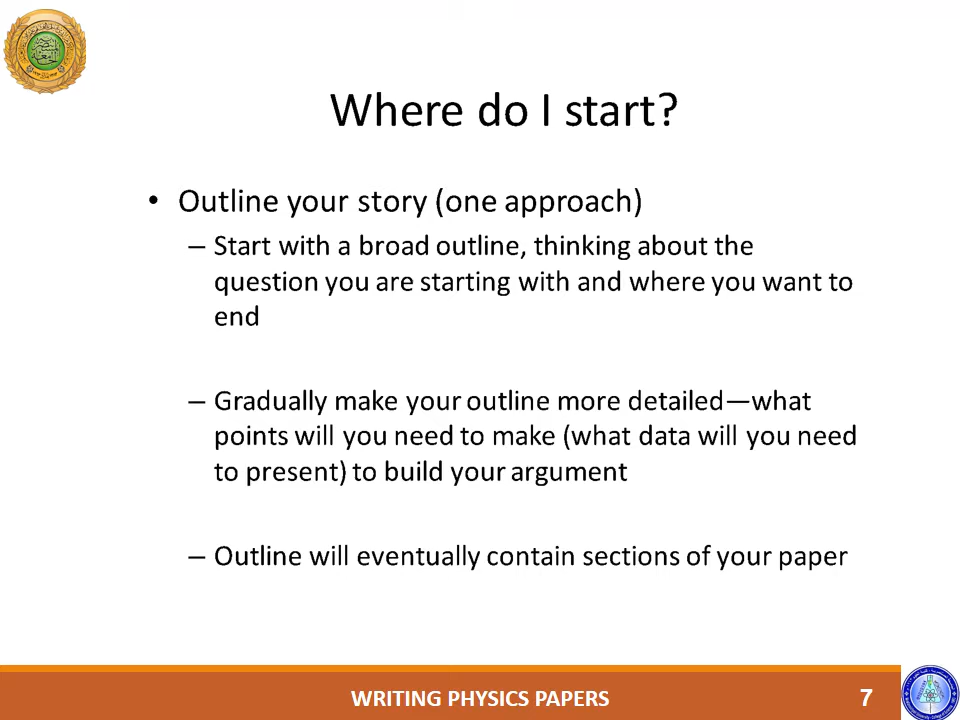 Where do I start?
• Outline your story (one approach)
– Start with a broad outline, thinking about the
question you are starting with and where you want to
end
– Gradually make your outline more detailed—what
points will you need to make (what data will you need
to present) to build your argument
– Outline will eventually contain sections of your paper
WRITING PHYSICS PAPERS
7